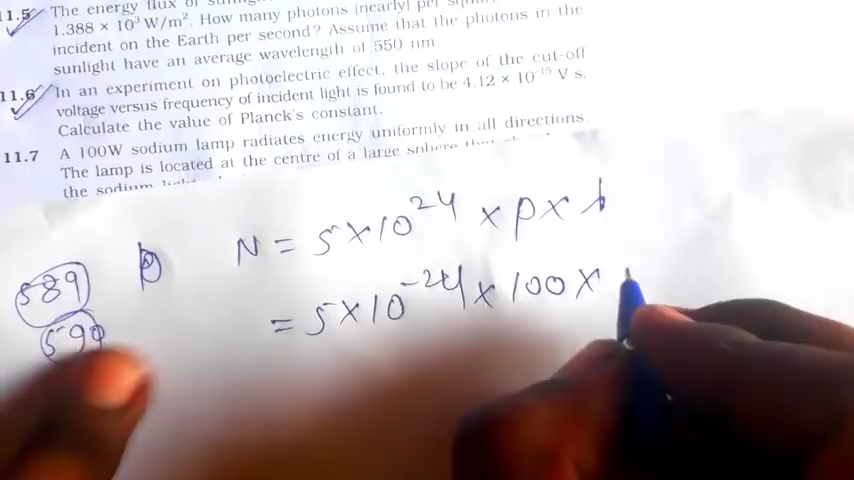 11.5 The energy flux of
1.388 × 10³ W/m². How many photons (nearly) per
incident on the Earth per second? Assume that the photons in the
sunlight have an average wavelength of 550 nm.
11.6 In an experiment on photoelectric effect, the slope of the cut-off
voltage versus frequency of incident light is found to be 4.12 × 10⁻¹⁵ V s.
Calculate the value of Planck's constant.
11.7 A 100W sodium lamp radiates energy uniformly in all directions.
The lamp is located at the centre of a large sphere
the sodium
589 b N = 5×10²⁴ × P × λ
590 = 5×10⁻²⁴ × 100 ×